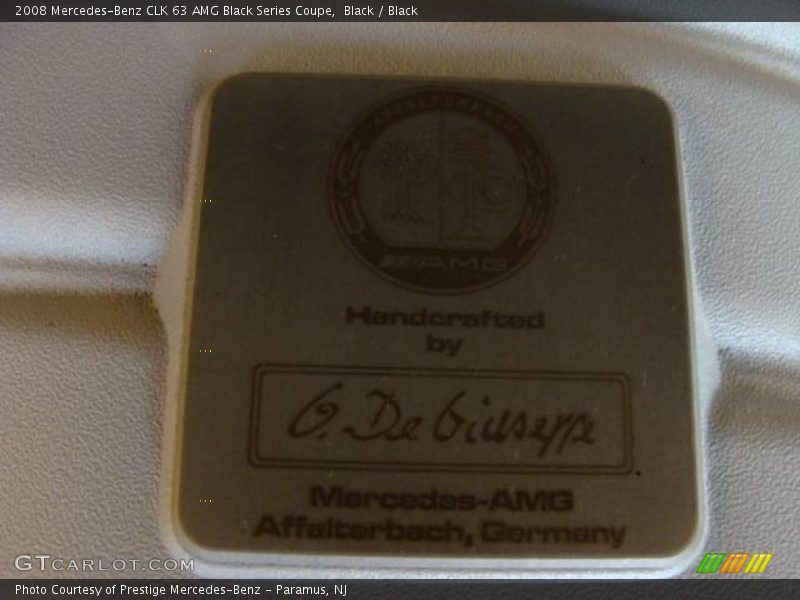 2008 Mercedes-Benz CLK 63 AMG Black Series Coupe,  Black / Black
AFFALTERBACH
AMG
Handcrafted
by
G. De Giuseppe
Mercedes-AMG
Affalterbach, Germany
GTCARLOT.COM
Photo Courtesy of Prestige Mercedes-Benz - Paramus, NJ